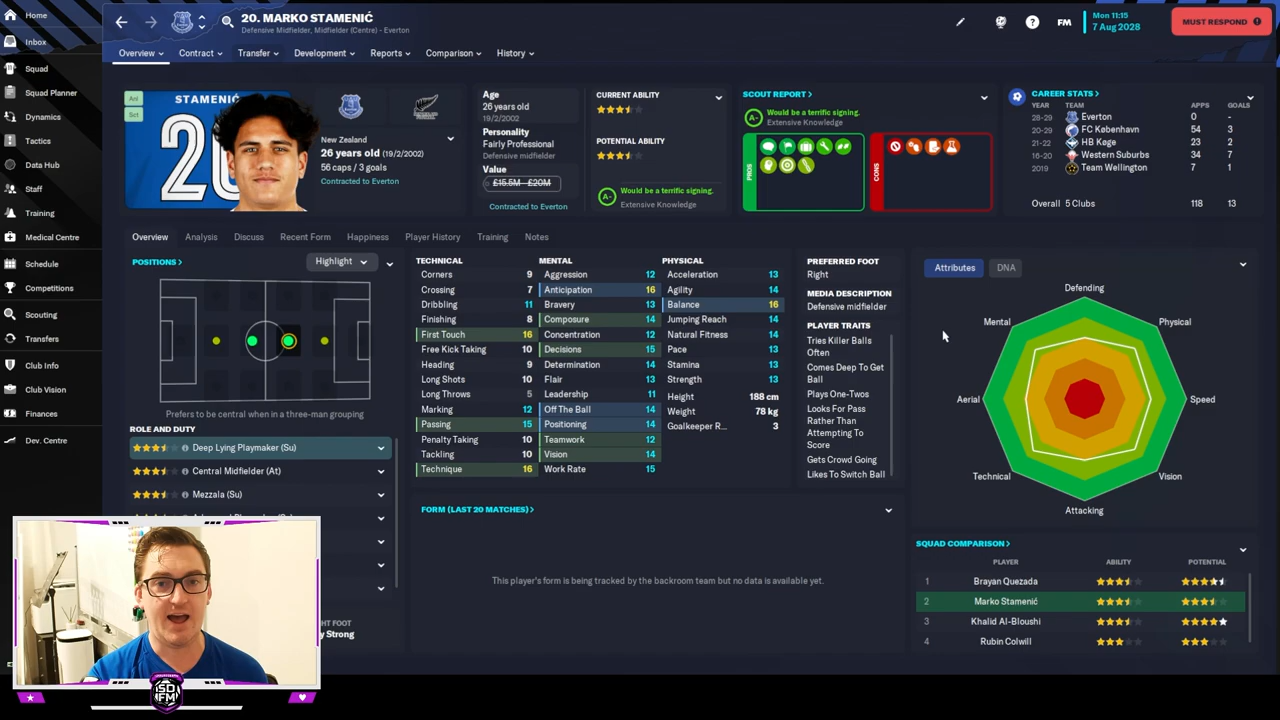 Home
Inbox
Squad
Squad Planner
Dynamics
Tactics
Data Hub
Staff
Training
Medical Centre
Schedule
Competitions
Scouting
Transfers
Club Info
Club Vision
Finances
Dev. Centre
20. MARKO STAMENIĆ
Defensive Midfielder, Midfielder (Centre) - Everton
FM
Mon 11:15
7 Aug 2028
MUST RESPOND
Overview
Contract
Transfer
Development
Reports
Comparison
History
STAMENIĆ
20
New Zealand
26 years old (19/2/2002)
56 caps / 3 goals
Contracted to Everton
Age
26 years old
19/2/2002
Personality
Fairly Professional
Defensive midfielder
Value
£15.5M - £20M
Contracted to Everton
CURRENT ABILITY
POTENTIAL ABILITY
A- Would be a terrific signing.
Extensive Knowledge
SCOUT REPORT >
A- Would be a terrific signing.
Extensive Knowledge
PROS
CONS
CAREER STATS >
YEAR TEAM APPS GOALS
28-29 Everton 0 -
20-29 FC København 54 3
21-22 HB Køge 23 2
16-20 Western Suburbs 34 7
2019 Team Wellington 7 1
Overall 5 Clubs 118 13
Overview
Analysis
Discuss
Recent Form
Happiness
Player History
Training
Notes
POSITIONS >
Highlight
Prefers to be central when in a three-man grouping
ROLE AND DUTY
Deep Lying Playmaker (Su)
Central Midfielder (At)
Mezzala (Su)
TECHNICAL
Corners 9
Crossing 7
Dribbling 11
Finishing 8
First Touch 16
Free Kick Taking 10
Heading 9
Long Shots 10
Long Throws 5
Marking 12
Passing 15
Penalty Taking 10
Tackling 10
Technique 16
MENTAL
Aggression 12
Anticipation 16
Bravery 13
Composure 14
Concentration 12
Decisions 15
Determination 14
Flair 13
Leadership 11
Off The Ball 14
Positioning 14
Teamwork 12
Vision 14
Work Rate 15
PHYSICAL
Acceleration 13
Agility 14
Balance 16
Jumping Reach 14
Natural Fitness 14
Pace 13
Stamina 13
Strength 13
Height 188 cm
Weight 78 kg
Goalkeeper R... 3
PREFERRED FOOT
Right
MEDIA DESCRIPTION
Defensive midfielder
PLAYER TRAITS
Tries Killer Balls
Often
Comes Deep To Get
Ball
Plays One-Twos
Looks For Pass
Rather Than
Attempting To
Score
Gets Crowd Going
Likes To Switch Ball
Attributes
DNA
Defending
Physical
Speed
Vision
Attacking
Technical
Aerial
Mental
FORM (LAST 20 MATCHES) >
This player's form is being tracked by the backroom team but no data is available yet.
SQUAD COMPARISON >
PLAYER ABILITY POTENTIAL
1 Brayan Quezada
2 Marko Stamenić
3 Khalid Al-Bloushi
4 Rubin Colwill
ISD
FM